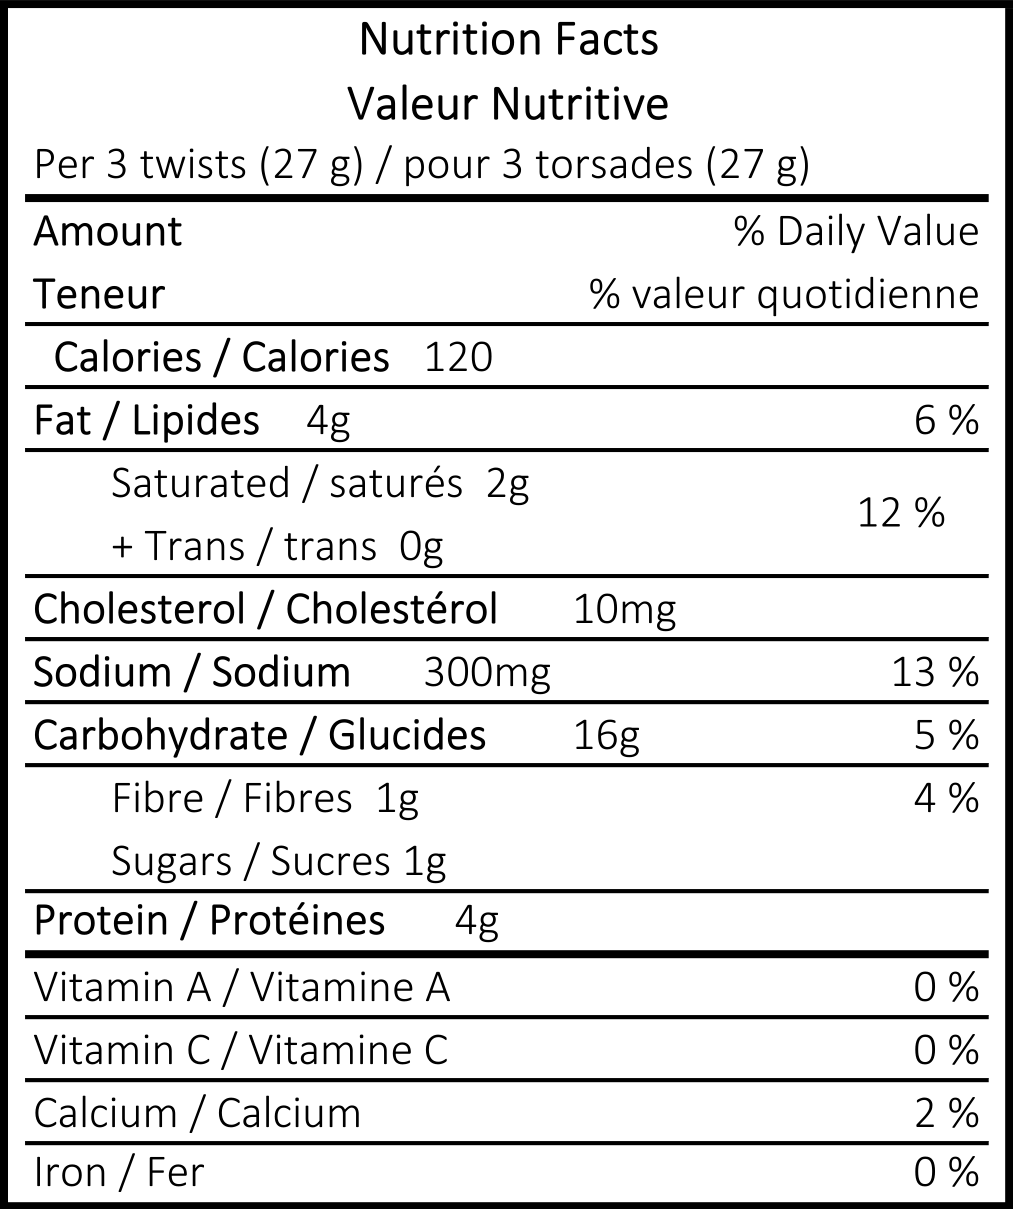 Nutrition Facts
Valeur Nutritive
Per 3 twists (27 g) / pour 3 torsades (27 g)
Amount % Daily Value
Teneur % valeur quotidienne
Calories / Calories 120
Fat / Lipides 4g 6 %
Saturated / saturés 2g
12 %
+ Trans / trans 0g
Cholesterol / Cholestérol 10mg
Sodium / Sodium 300mg 13 %
Carbohydrate / Glucides 16g 5 %
Fibre / Fibres 1g 4 %
Sugars / Sucres 1g
Protein / Protéines 4g
Vitamin A / Vitamine A 0 %
Vitamin C / Vitamine C 0 %
Calcium / Calcium 2 %
Iron / Fer 0 %